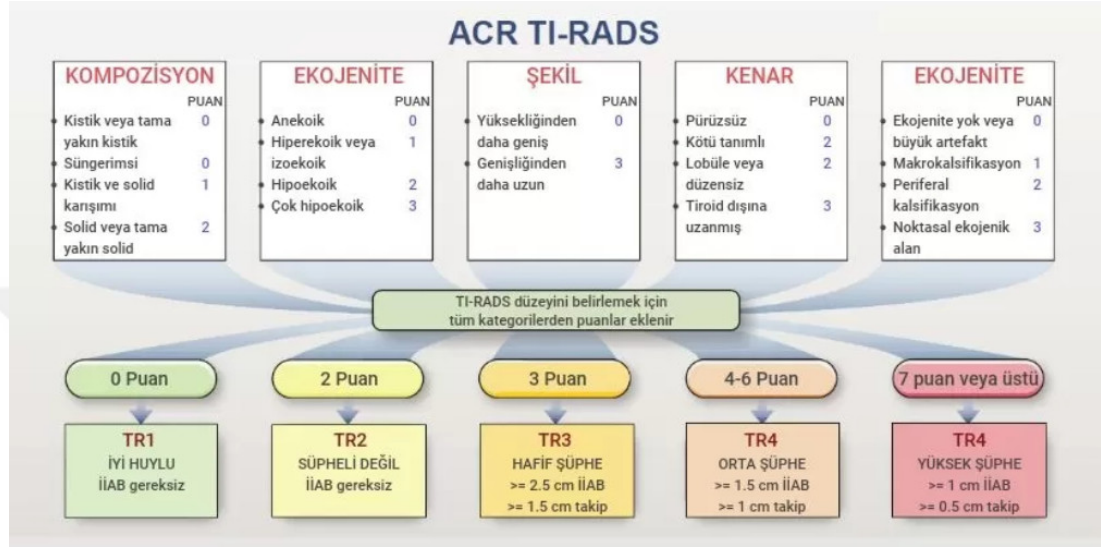 ACR TI-RADS
KOMPOZİSYON
PUAN
Kistik veya tama 0
yakın kistik
Süngerimsi 0
Kistik ve solid 1
karışımı
Solid veya tama 2
yakın solid
EKOJENİTE
PUAN
Anekoik 0
Hiperekoik veya 1
izoekoik
Hipoekoik 2
Çok hipoekoik 3
ŞEKİL
PUAN
Yüksekliğinden 0
daha geniş
Genişliğinden 3
daha uzun
KENAR
PUAN
Pürüzsüz 0
Kötü tanımlı 2
Lobüle veya 2
düzensiz
Tiroid dışına 3
uzanmış
EKOJENİTE
PUAN
Ekojenite yok veya 0
büyük artefakt
Makrokalsifikasyon 1
Periferal 2
kalsifikasyon
Noktasal ekojenik 3
alan
TI-RADS düzeyini belirlemek için
tüm kategorilerden puanlar eklenir
0 Puan
2 Puan
3 Puan
4-6 Puan
7 puan veya üstü
TR1
İYİ HUYLU
İİAB gereksiz
TR2
SÜPHELİ DEĞİL
İİAB gereksiz
TR3
HAFİF ŞÜPHE
>= 2.5 cm İİAB
>= 1.5 cm takip
TR4
ORTA ŞÜPHE
>= 1.5 cm İİAB
>= 1 cm takip
TR4
YÜKSEK ŞÜPHE
>= 1 cm İİAB
>= 0.5 cm takip